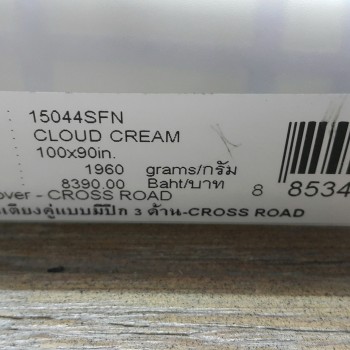 15044SFN
CLOUD CREAM
100x90in.
1960 grams/กรัม
8390.00 Baht/บาท
over - CROSS ROAD
เตียงคู่แบบมีปีก 3 ด้าน-CROSS ROAD
8 8534